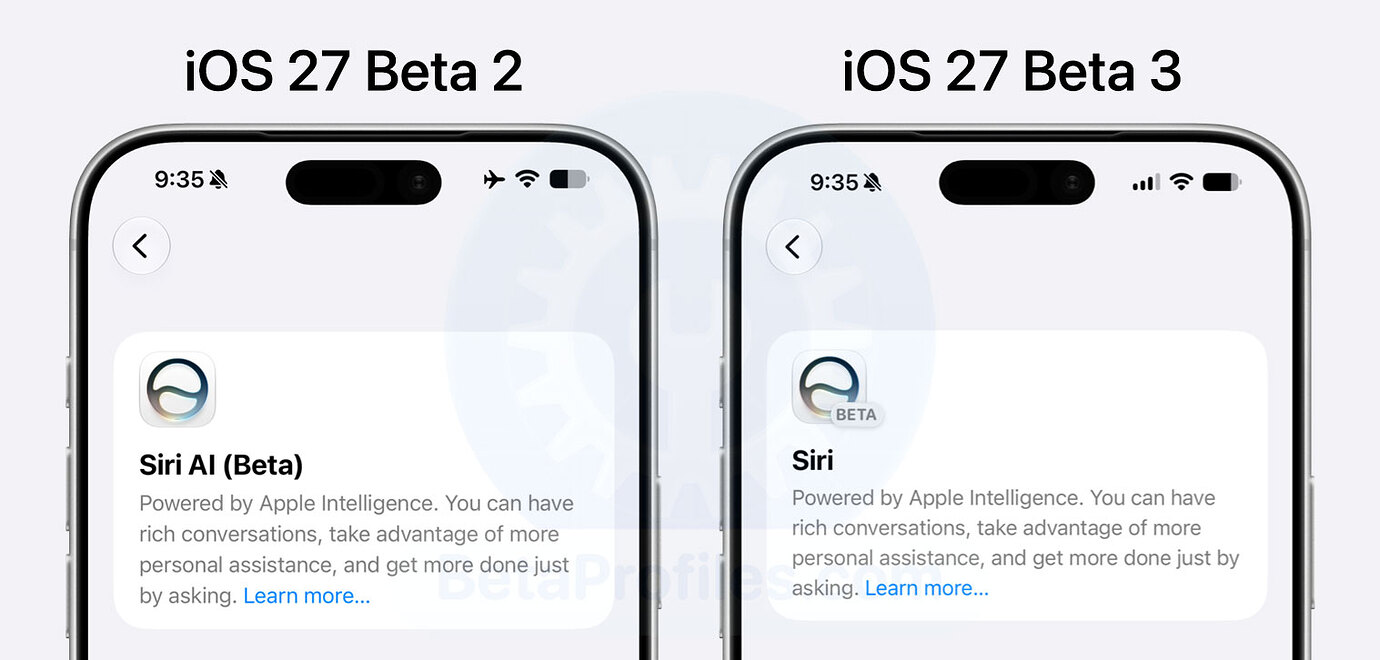 iOS 27 Beta 2
9:35
Siri AI (Beta)
Powered by Apple Intelligence. You can have
rich conversations, take advantage of more
personal assistance, and get more done just
by asking. Learn more...
iOS 27 Beta 3
9:35
BETA
Siri
Powered by Apple Intelligence. You can have
rich conversations, take advantage of more
personal assistance, and get more done just by
asking. Learn more...
BetaProfiles.com